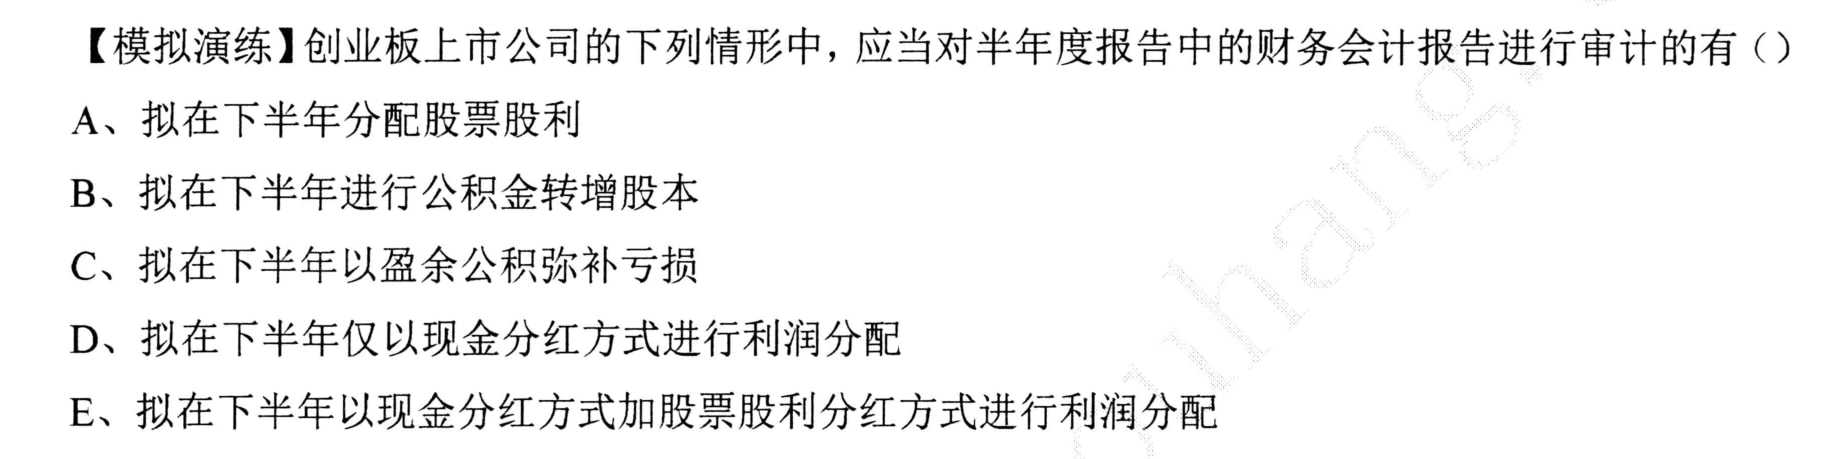 【模拟演练】创业板上市公司的下列情形中，应当对半年度报告中的财务会计报告进行审计的有（）
A、拟在下半年分配股票股利
B、拟在下半年进行公积金转增股本
C、拟在下半年以盈余公积弥补亏损
D、拟在下半年仅以现金分红方式进行利润分配
E、拟在下半年以现金分红方式加股票股利分红方式进行利润分配